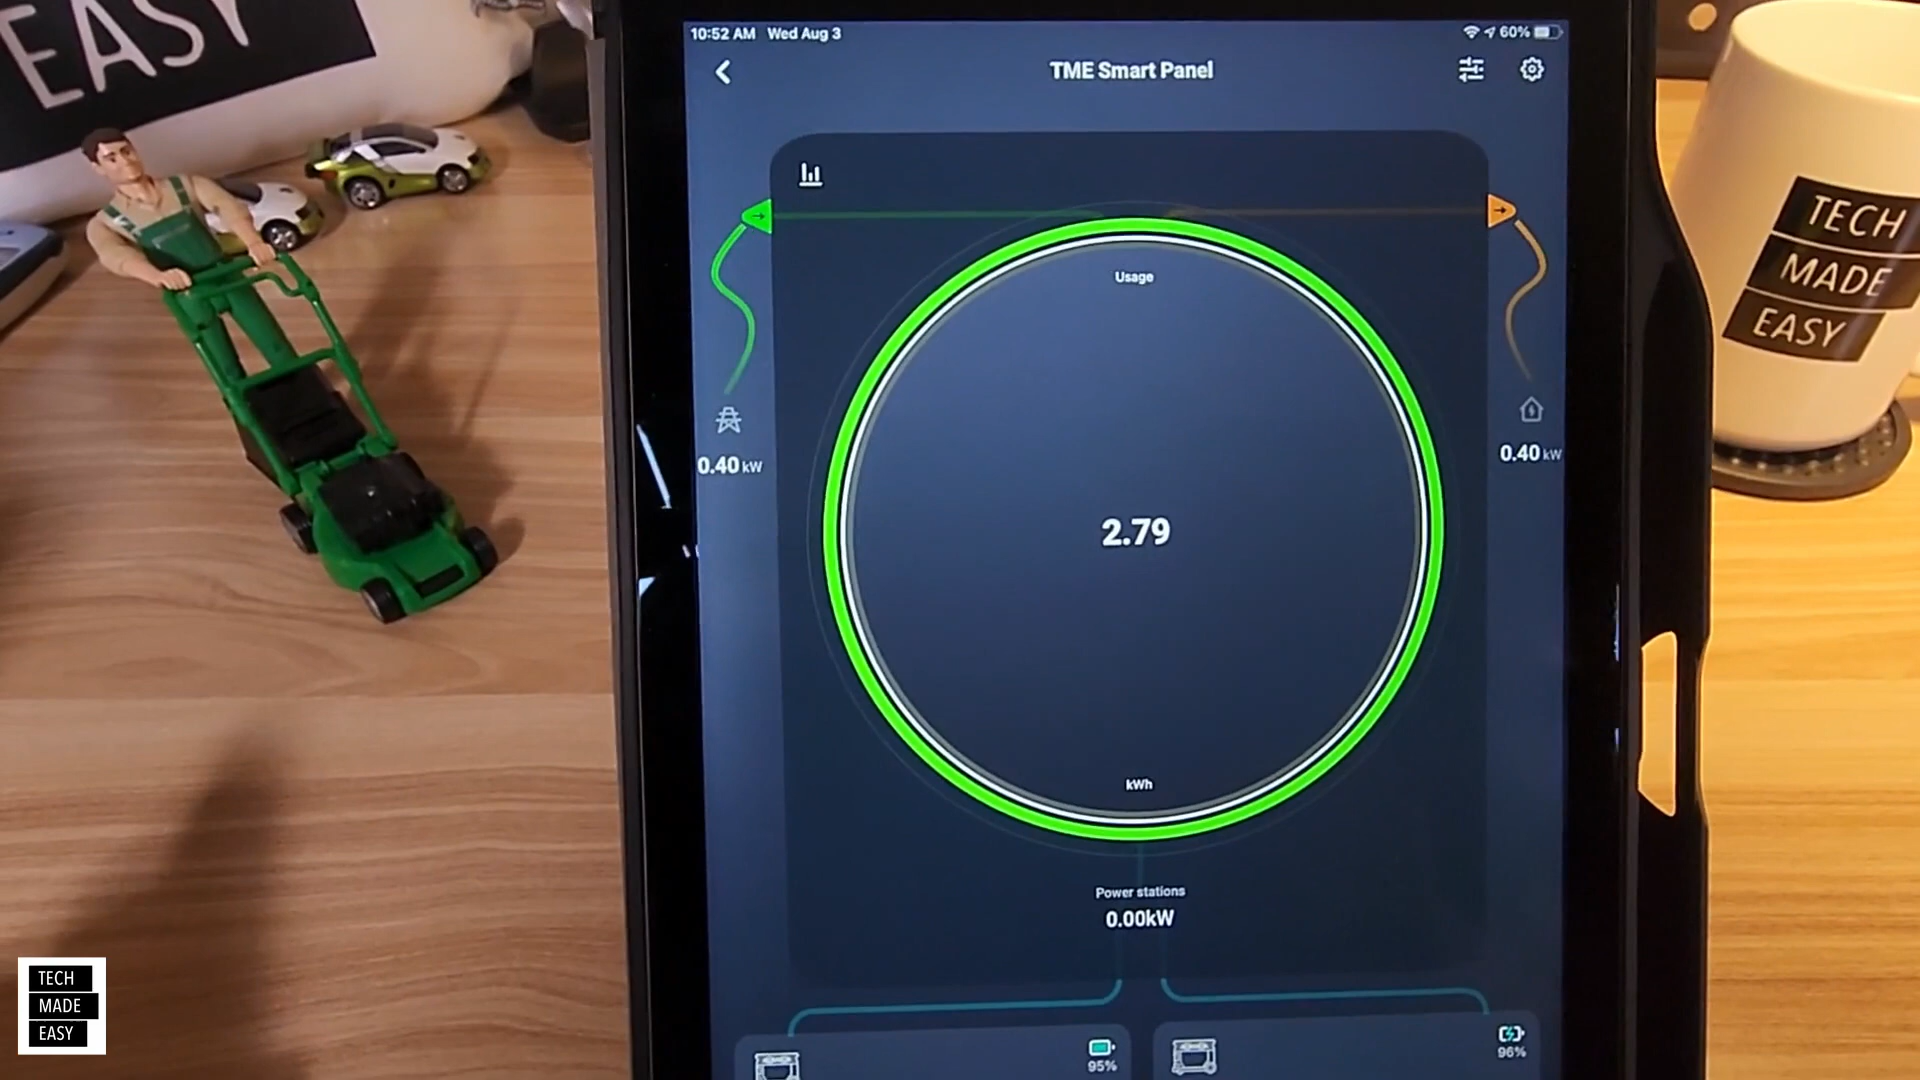 EASY
10:52 AM Wed Aug 3
60%
TME Smart Panel
Usage
0.40 kW
0.40 kW
2.79
kWh
Power stations
0.00kW
95%
96%
TECH
MADE
EASY
TECH
MADE
EASY